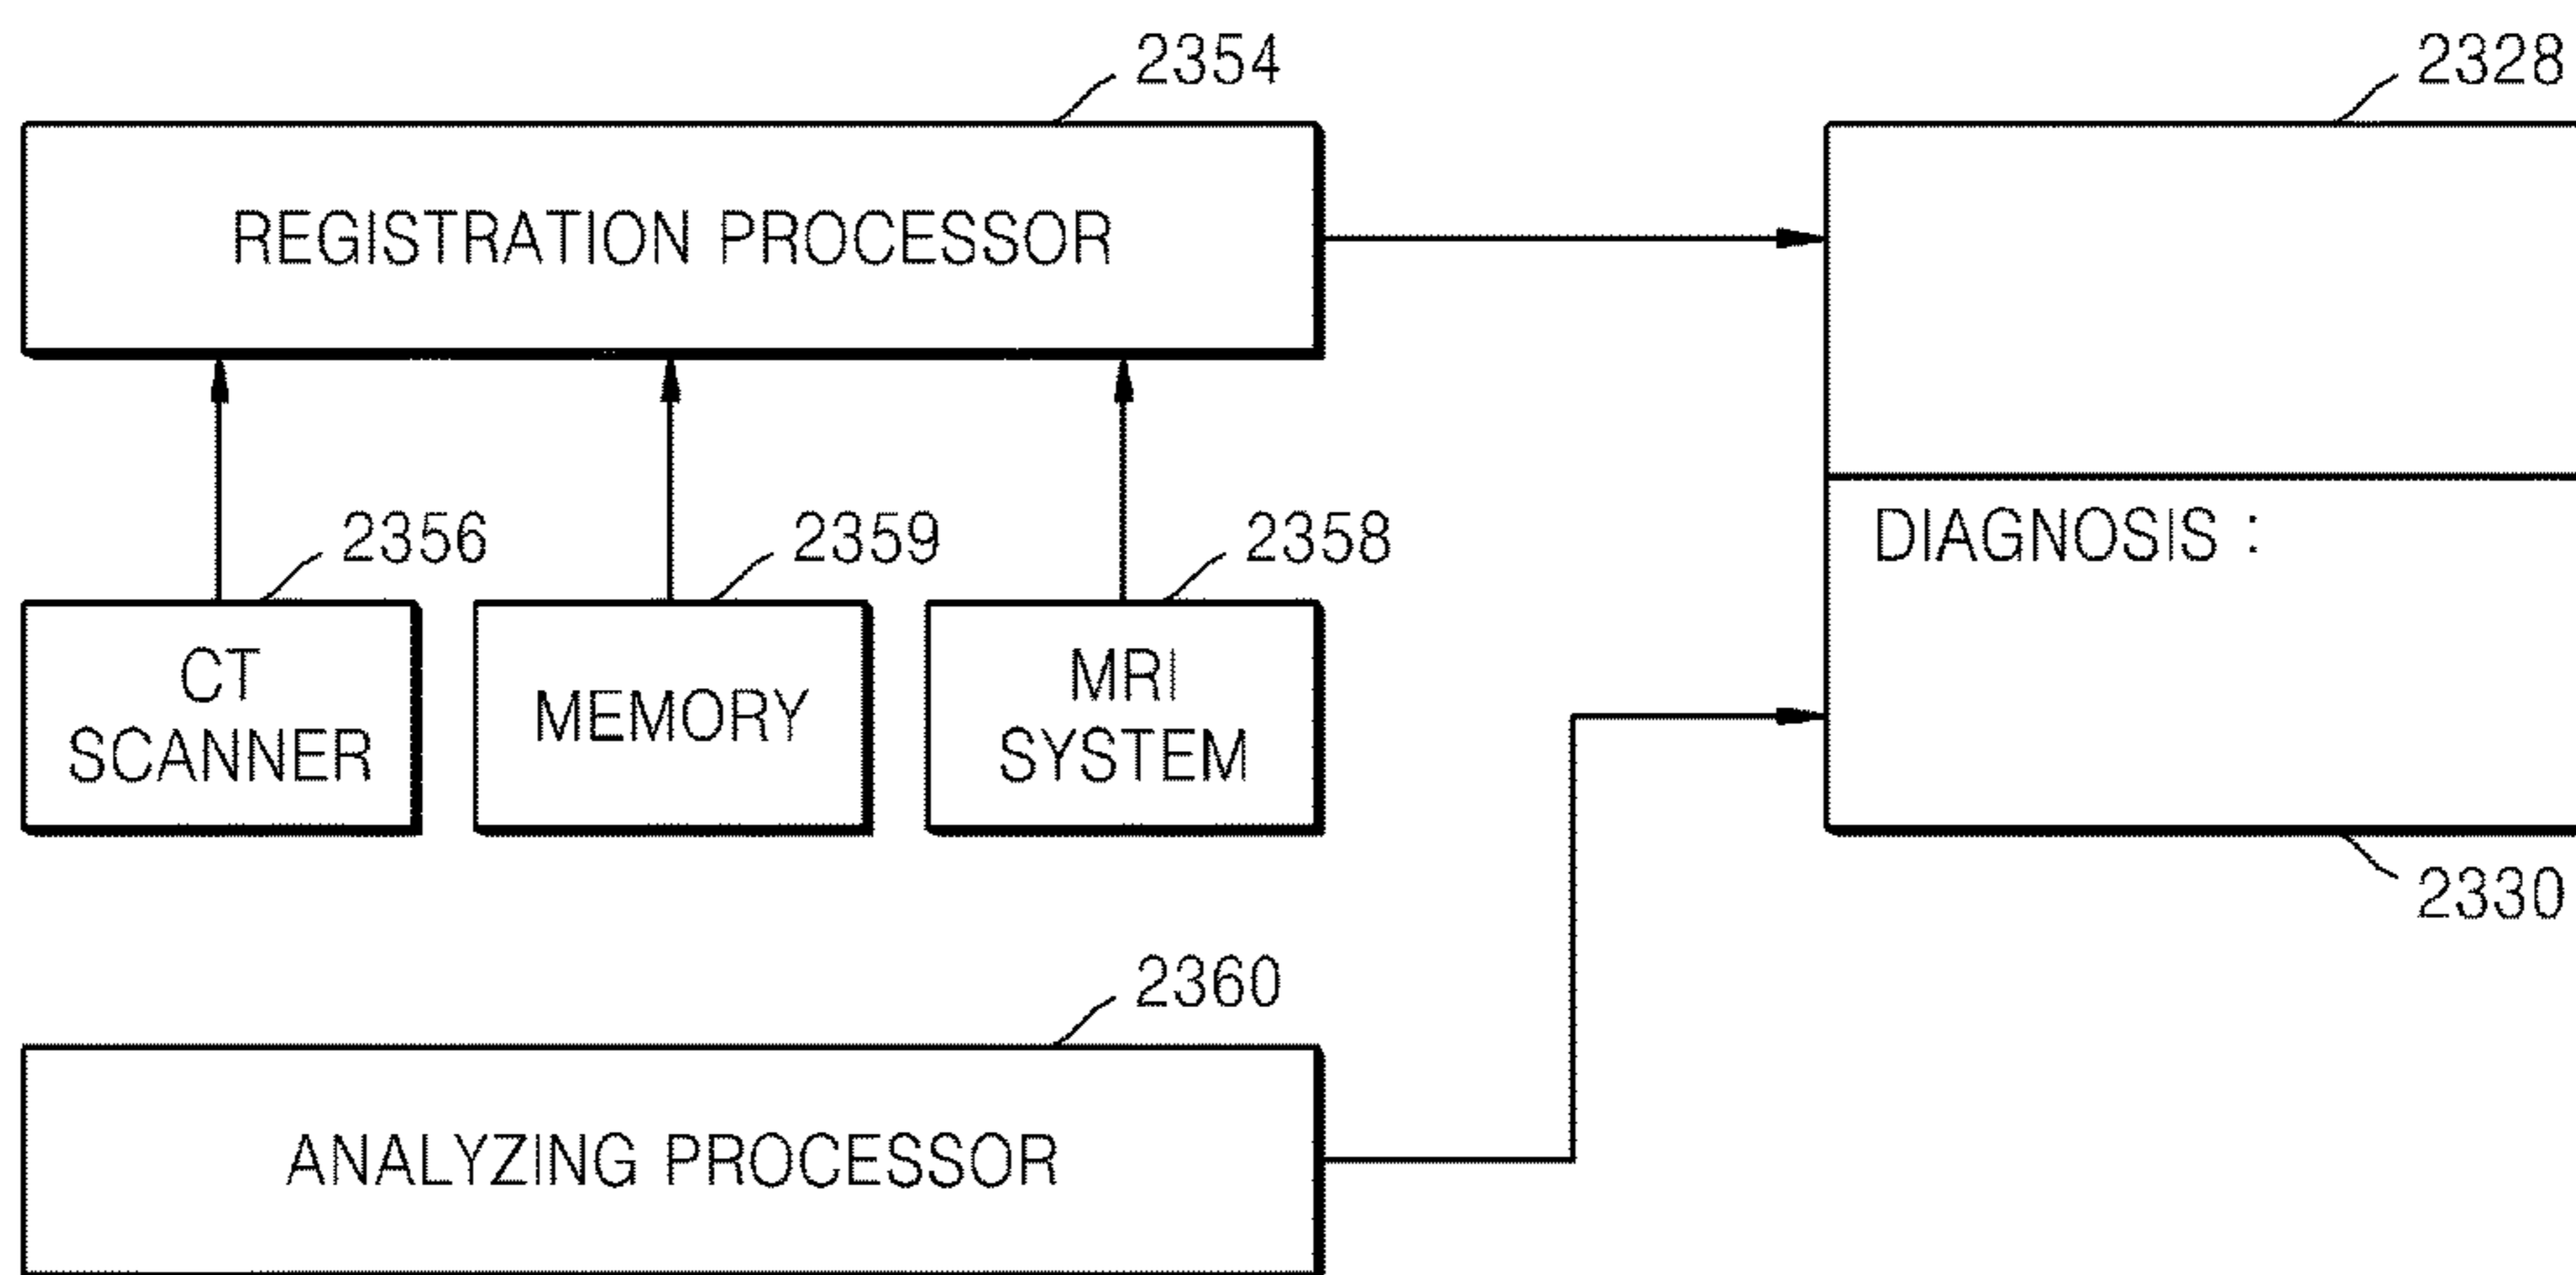 2354
2328
REGISTRATION PROCESSOR
2356
2359
2358
DIAGNOSIS :
CT
SCANNER
MEMORY
MRI
SYSTEM
2330
2360
ANALYZING PROCESSOR